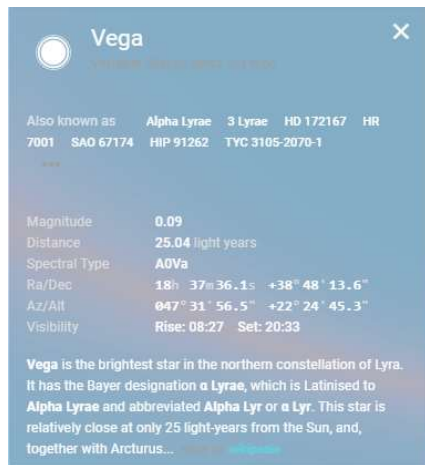 Vega
Also known as Alpha Lyrae 3 Lyrae HD 172167 HR
7001 SAO 67174 HIP 91262 TYC 3105-2070-1
Magnitude 0.09
Distance 25.04 light years
Spectral Type A0Va
Ra/Dec 18h 37m36.1s +38°48'13.6"
Az/Alt 047°31'56.5" +22°24'45.3"
Visibility Rise: 08:27 Set: 20:33
Vega is the brightest star in the northern constellation of Lyra.
It has the Bayer designation α Lyrae, which is Latinised to
Alpha Lyrae and abbreviated Alpha Lyr or α Lyr. This star is
relatively close at only 25 light-years from the Sun, and,
together with Arcturus... wikipedia